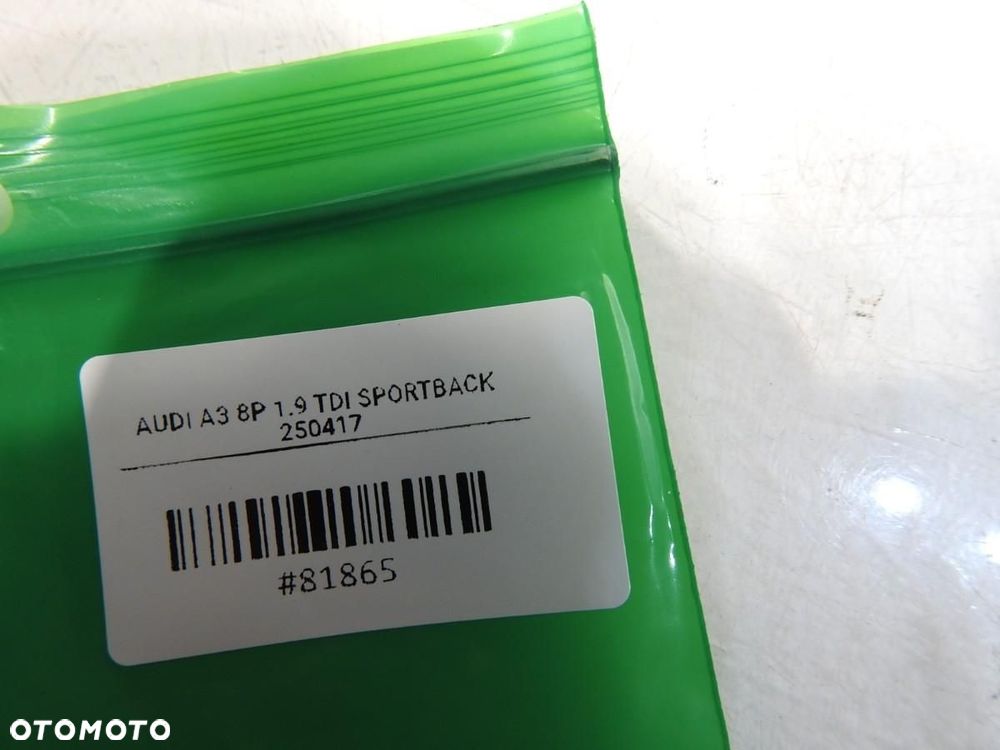 AUDI A3 8P 1.9 TDI SPORTBACK
250417
#81865
OTOMOTO